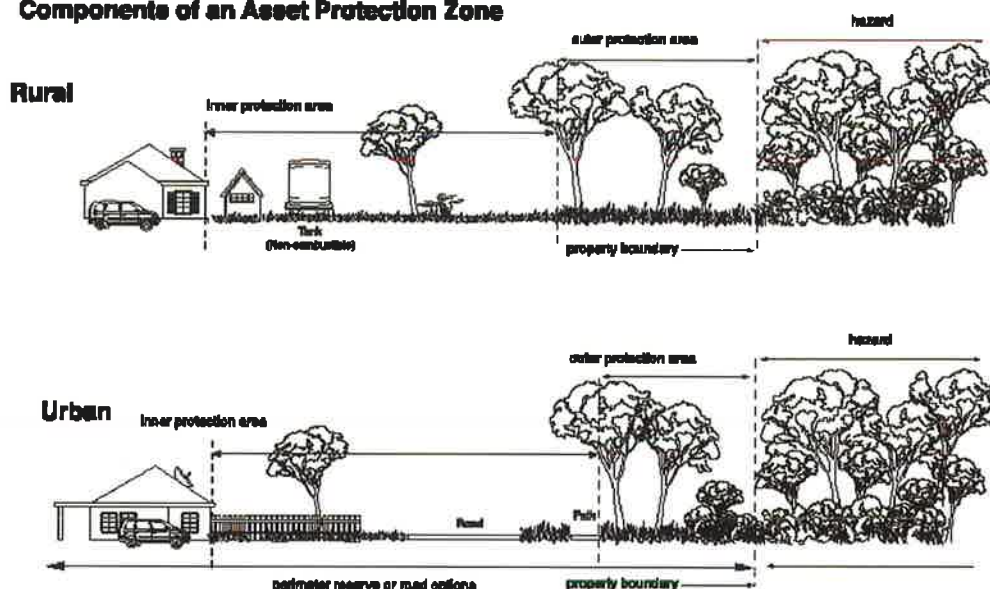 Components of an Asset Protection Zone
hazard
outer protection area
Rural
inner protection area
Tank
(Non-combustible)
property boundary
hazard
outer protection area
Urban
inner protection area
Road
Path
perimeter reserve or road options
property boundary